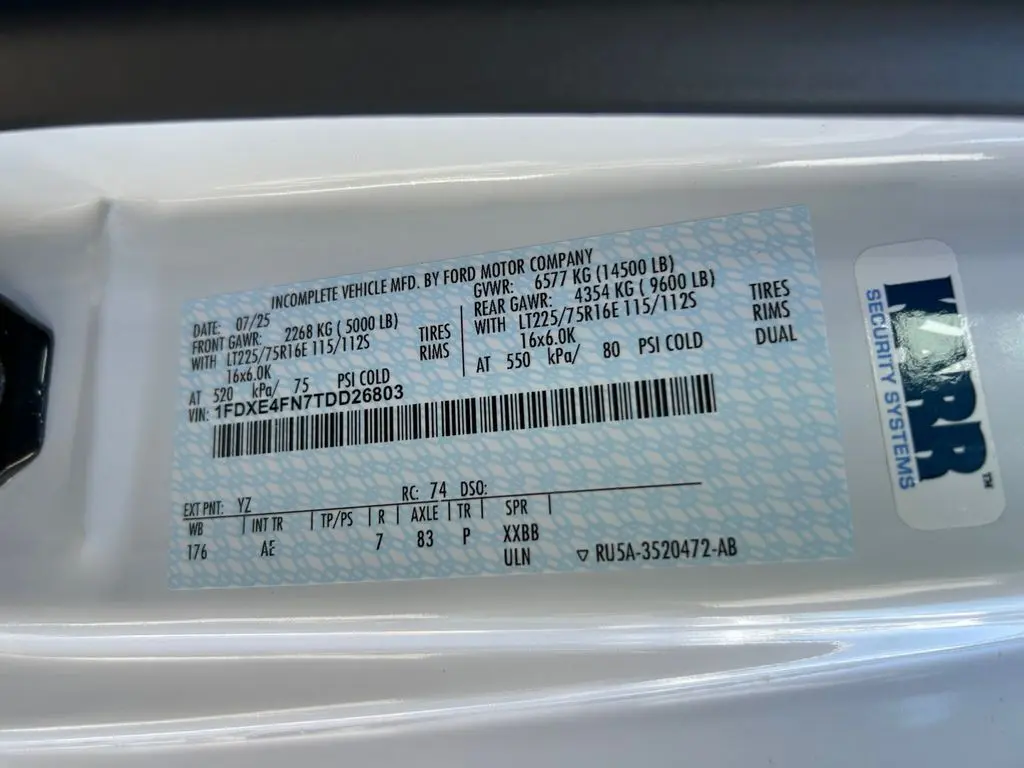 INCOMPLETE VEHICLE MFD. BY FORD MOTOR COMPANY
DATE: 07/25
FRONT GAWR: 2268 KG ( 5000 LB)
WITH LT225/75R16E 115/112S TIRES
16x6.0K RIMS
AT 520 kPa/ 75 PSI COLD
GVWR: 6577 KG (14500 LB)
REAR GAWR: 4354 KG ( 9600 LB)
WITH LT225/75R16E 115/112S TIRES
16x6.0K RIMS
AT 550 kPa/ 80 PSI COLD DUAL
VIN: 1FDXE4FN7TDD26803
EXT PNT: YZ RC: 74 DSO:
WB INT TR TP/PS R AXLE TR SPR
176 AE 7 83 P XXBB
ULN ▽ RU5A-3520472-AB
KARR™
SECURITY SYSTEMS